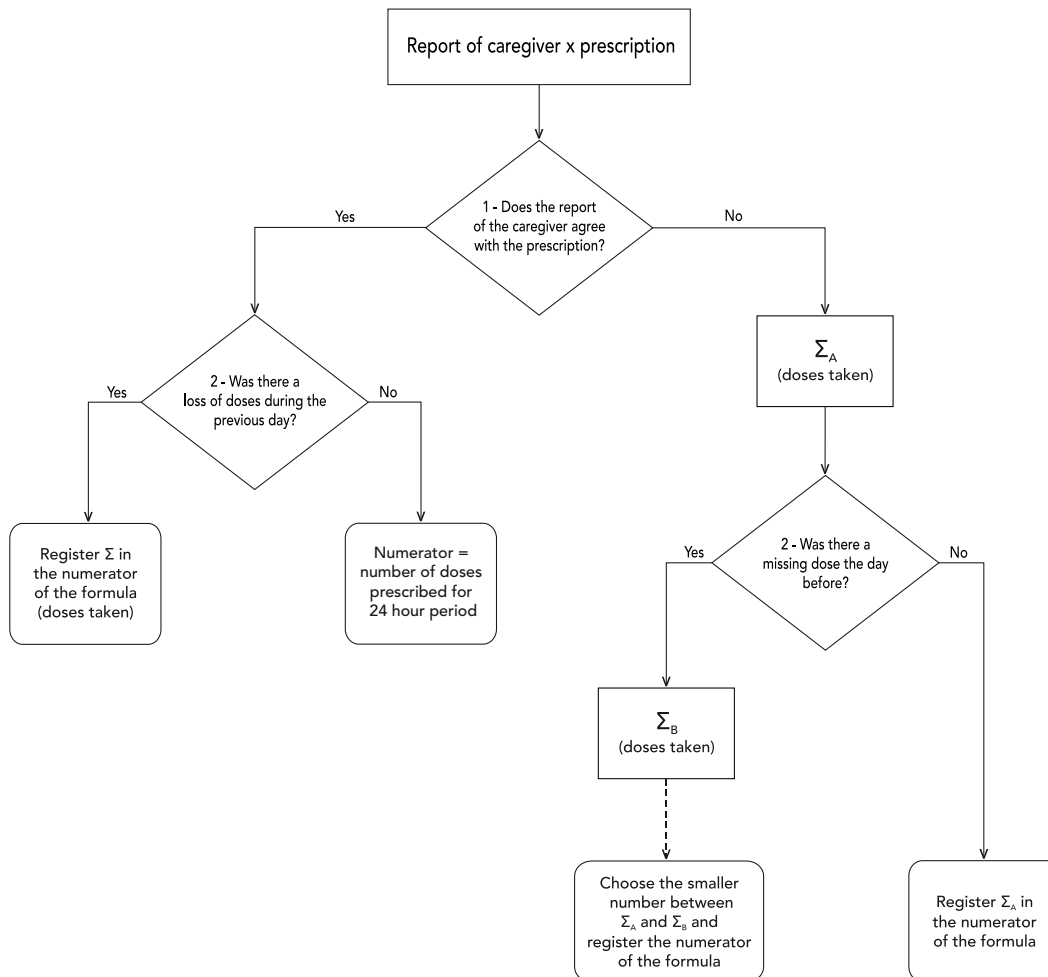 Report of caregiver x prescription
1 - Does the report
of the caregiver agree
with the prescription?
Yes
No
Σ_A
(doses taken)
2 - Was there a
loss of doses during the
previous day?
Yes
No
2 - Was there a
missing dose the day
before?
Yes
No
Register Σ in
the numerator
of the formula
(doses taken)
Numerator =
number of doses
prescribed for
24 hour period
Σ_B
(doses taken)
Choose the smaller
number between
Σ_A and Σ_B and
register the numerator
of the formula
Register Σ_A in
the numerator
of the formula